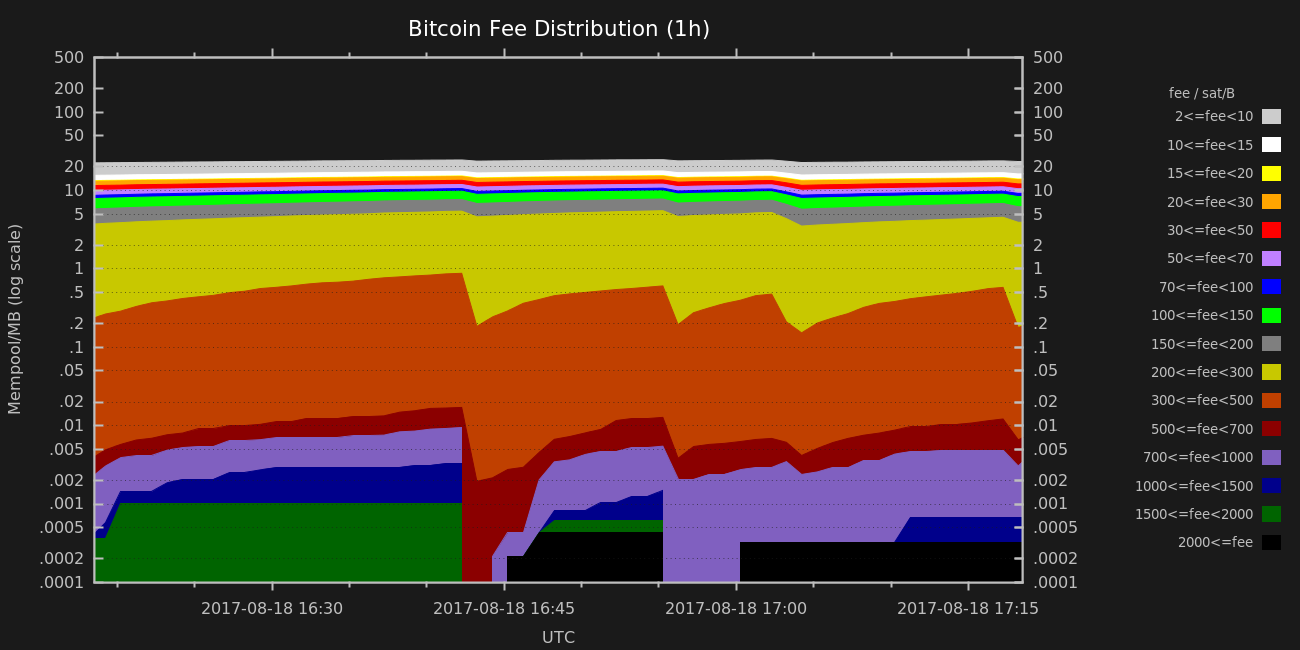 Bitcoin Fee Distribution (1h)
500
200
100
50
20
10
5
2
1
.5
.2
.1
.05
.02
.01
.005
.002
.001
.0005
.0002
.0001
Mempool/MB (log scale)
500
200
100
50
20
10
5
2
1
.5
.2
.1
.05
.02
.01
.005
.002
.001
.0005
.0002
.0001
2017-08-18 16:30 2017-08-18 16:45 2017-08-18 17:00 2017-08-18 17:15
UTC
fee / sat/B
2<=fee<10
10<=fee<15
15<=fee<20
20<=fee<30
30<=fee<50
50<=fee<70
70<=fee<100
100<=fee<150
150<=fee<200
200<=fee<300
300<=fee<500
500<=fee<700
700<=fee<1000
1000<=fee<1500
1500<=fee<2000
2000<=fee